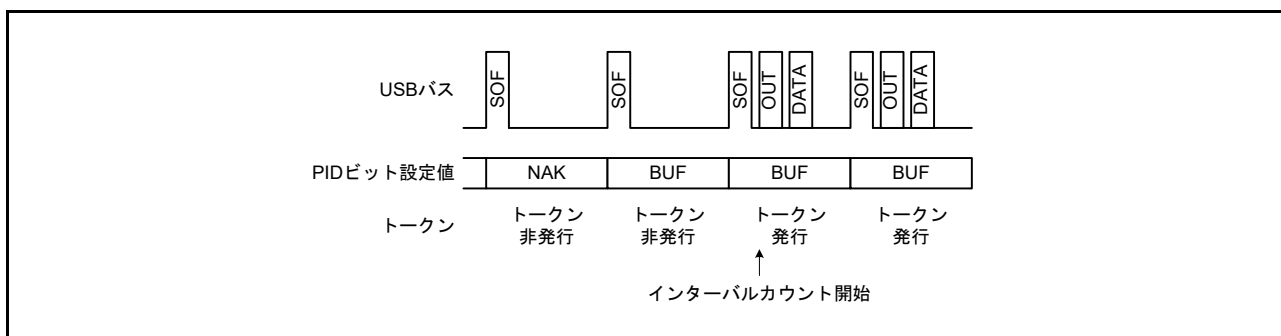 USBバス
SOF SOF SOF OUT DATA SOF OUT DATA
PIDビット設定値 NAK BUF BUF BUF
トークン トークン トークン トークン トークン
非発行 非発行 発行 発行
インターバルカウント開始